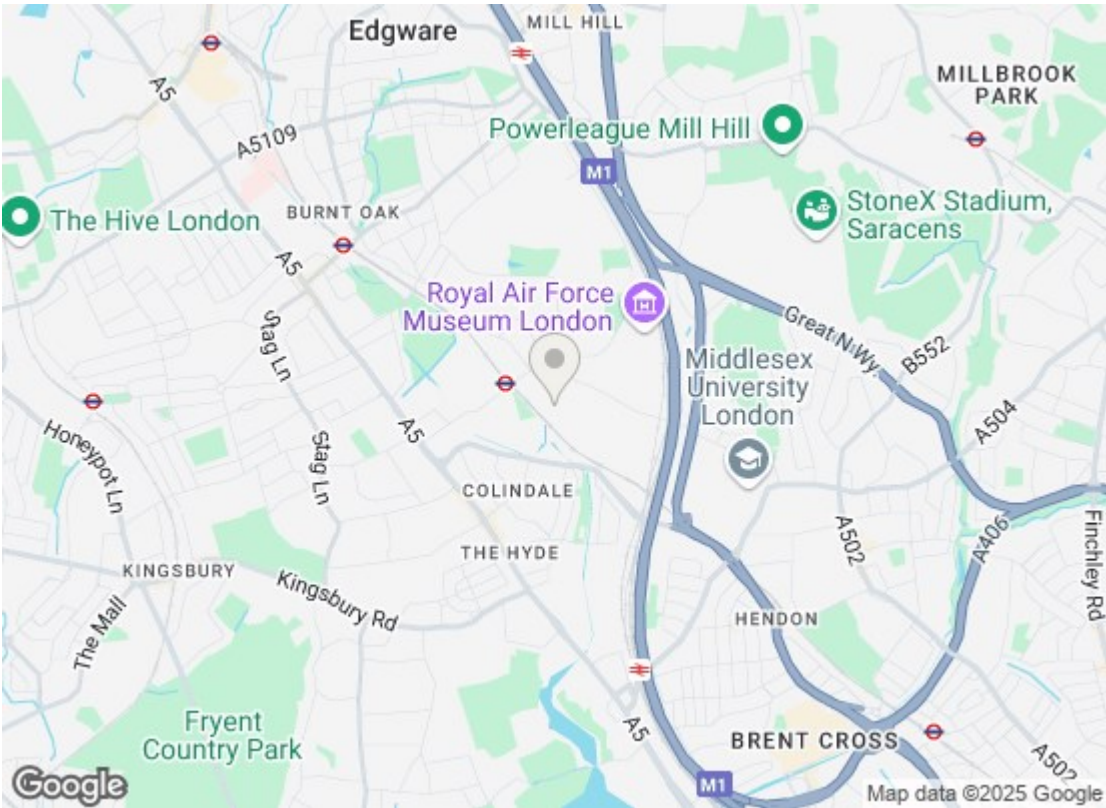 MILL HILL
Edgware
MILLBROOK
PARK
A5
A5109
Powerleague Mill Hill
M1
The Hive London
BURNT OAK
StoneX Stadium,
Saracens
A5
Royal Air Force
Museum London
Great N Wy.
Stag Ln
Middlesex
University
London
B552
A504
Honeypot Ln
A5
Stag Ln
COLINDALE
A502
A406
Finchley Rd
THE HYDE
KINGSBURY
Kingsbury Rd
The Mall
HENDON
Fryent
Country Park
A5
BRENT CROSS
A502
M1
Google
Map data ©2025 Google